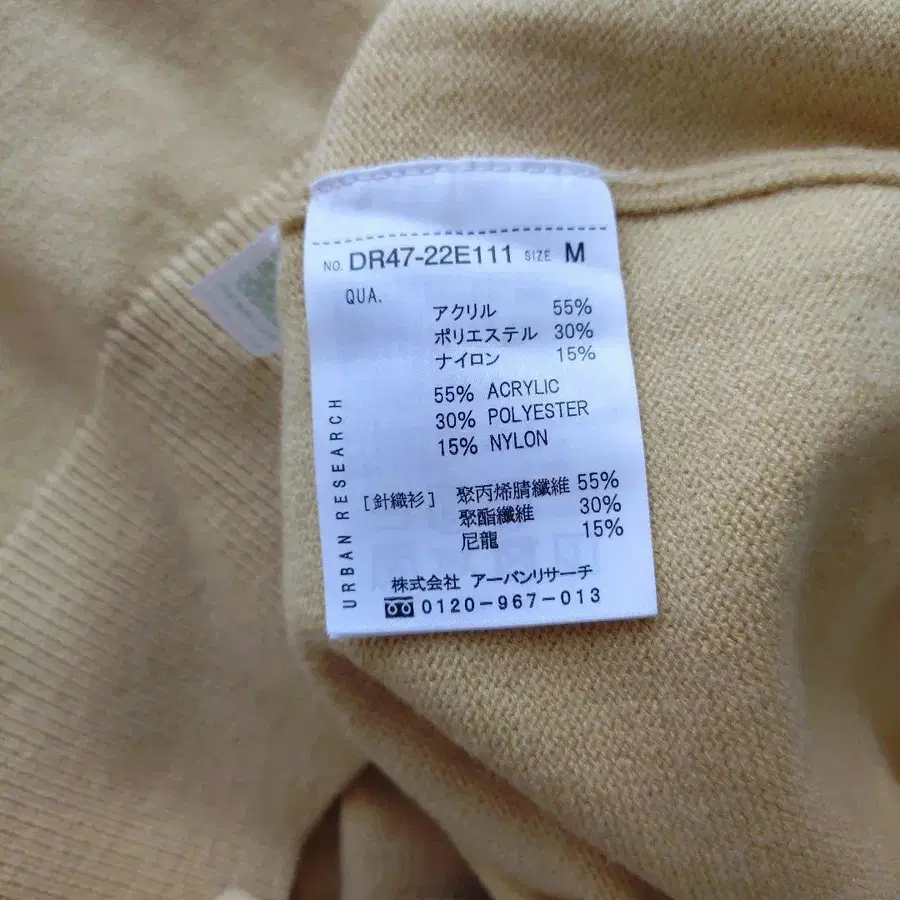 NO. DR47-22E111 SIZE M
QUA.
アクリル 55%
ポリエステル 30%
ナイロン 15%
55% ACRYLIC
30% POLYESTER
15% NYLON
[針織衫] 聚丙烯腈纖維 55%
聚酯纖維 30%
尼龍 15%
株式会社 アーバンリサーチ
0120-967-013
URBAN RESEARCH